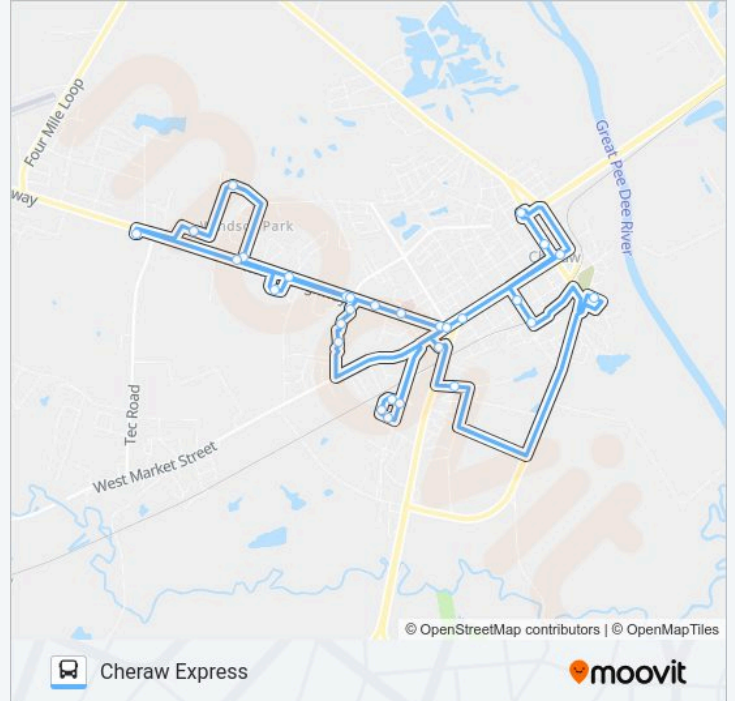 Four Mile Loop
way
Windsor Park
Great Pee Dee River
Cheraw
Tec Road
West Market Street
moovit
© OpenStreetMap contributors | © OpenMapTiles
Cheraw Express
moovit